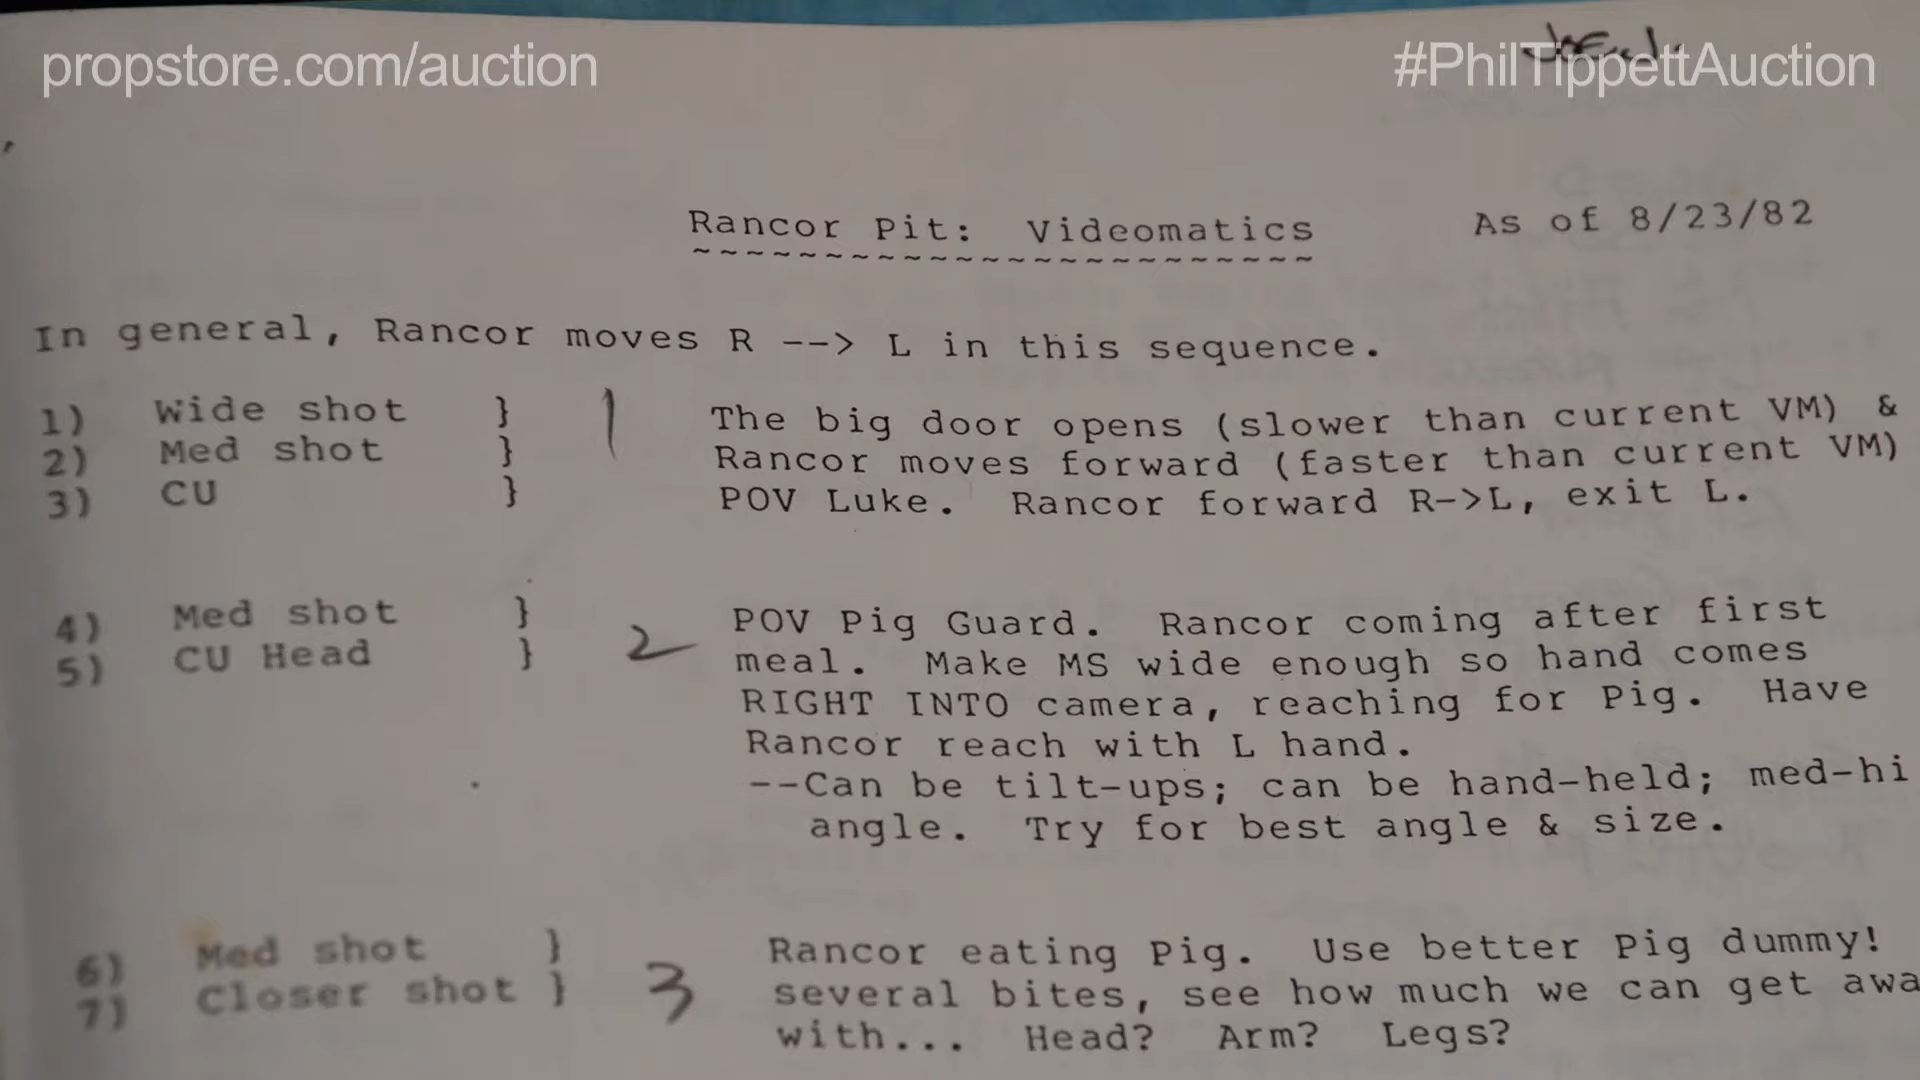 propstore.com/auction #PhilTippettAuction
Rancor Pit: Videomatics As of 8/23/82
In general, Rancor moves R --> L in this sequence.
1) Wide shot } 1 The big door opens (slower than current VM) &
2) Med shot } Rancor moves forward (faster than current VM)
3) CU } POV Luke. Rancor forward R->L, exit L.
4) Med shot } 2 POV Pig Guard. Rancor coming after first
5) CU Head } meal. Make MS wide enough so hand comes
RIGHT INTO camera, reaching for Pig. Have
Rancor reach with L hand.
--Can be tilt-ups; can be hand-held; med-hi
angle. Try for best angle & size.
6) Med shot } 3 Rancor eating Pig. Use better Pig dummy!
7) Closer shot } several bites, see how much we can get awa
with... Head? Arm? Legs?